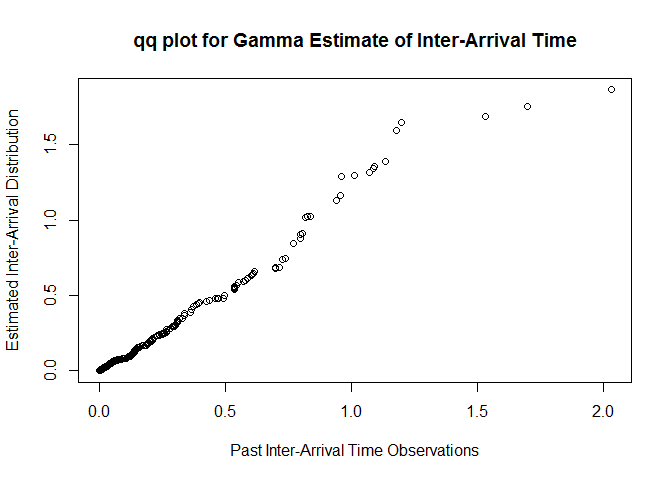 qq plot for Gamma Estimate of Inter-Arrival Time
Estimated Inter-Arrival Distribution
1.5
1.0
0.5
0.0
0.0 0.5 1.0 1.5 2.0
Past Inter-Arrival Time Observations